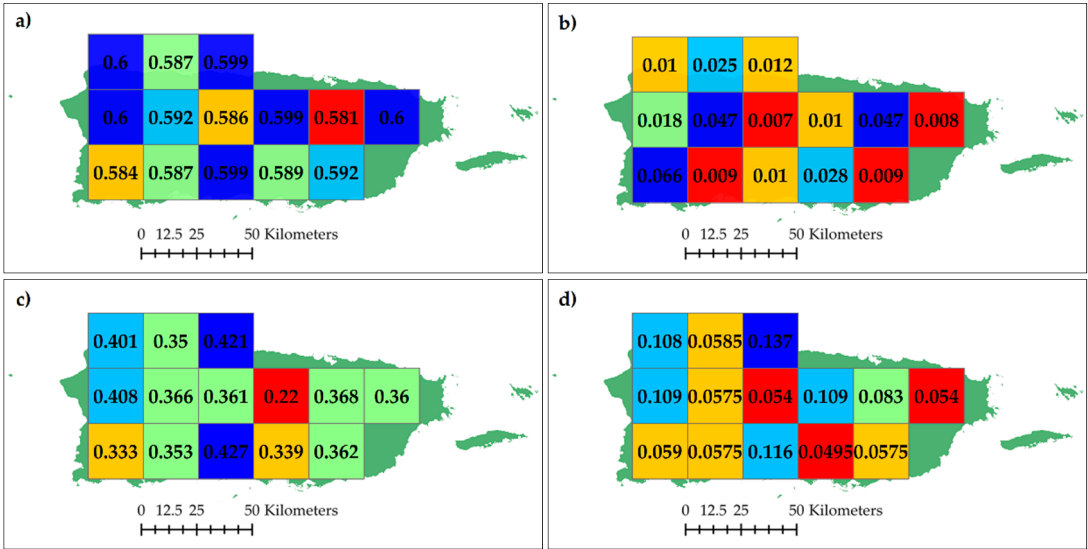 a)
0.6 0.587 0.599
0.6 0.592 0.586 0.599 0.581 0.6
0.584 0.587 0.599 0.589 0.592
0 12.5 25 50 Kilometers
b)
0.01 0.025 0.012
0.018 0.047 0.007 0.01 0.047 0.008
0.066 0.009 0.01 0.028 0.009
0 12.5 25 50 Kilometers
c)
0.401 0.35 0.421
0.408 0.366 0.361 0.22 0.368 0.36
0.333 0.353 0.427 0.339 0.362
0 12.5 25 50 Kilometers
d)
0.108 0.0585 0.137
0.109 0.0575 0.054 0.109 0.083 0.054
0.059 0.0575 0.116 0.0495 0.0575
0 12.5 25 50 Kilometers